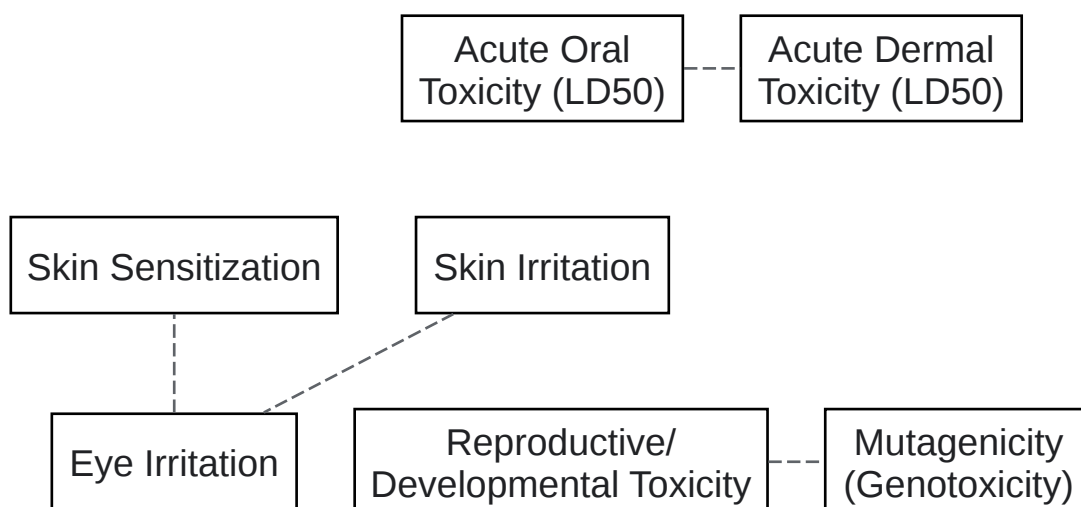 Acute Oral
Toxicity (LD50)
Acute Dermal
Toxicity (LD50)
Skin Sensitization
Skin Irritation
Eye Irritation
Reproductive/
Developmental Toxicity
Mutagenicity
(Genotoxicity)